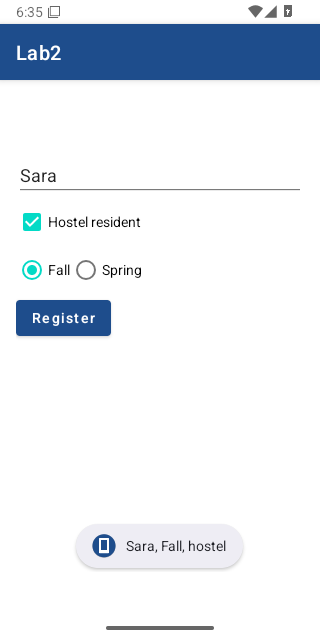 6:35
Lab2
Sara
Hostel resident
Fall Spring
Register
Sara, Fall, hostel